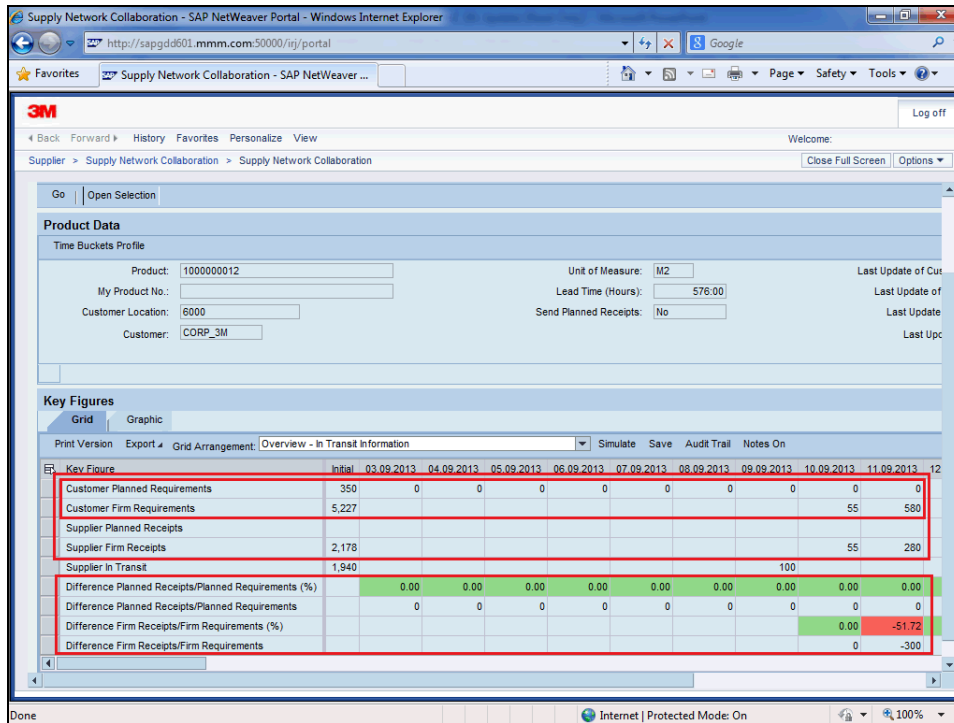 Supply Network Collaboration - SAP NetWeaver Portal - Windows Internet Explorer
http://sapgdd601.mmm.com:50000/irj/portal Google
Favorites Supply Network Collaboration - SAP NetWeaver ... Page Safety Tools
3M Log off
Back Forward History Favorites Personalize View Welcome:
Supplier > Supply Network Collaboration > Supply Network Collaboration Close Full Screen Options
Go Open Selection
Product Data
Time Buckets Profile
Product: 1000000012 Unit of Measure: M2 Last Update of Cus
My Product No.: Lead Time (Hours): 576:00 Last Update of
Customer Location: 6000 Send Planned Receipts: No Last Update
Customer: CORP_3M Last Upd
Key Figures
Grid Graphic
Print Version Export Grid Arrangement: Overview - In Transit Information Simulate Save Audit Trail Notes On
Key Figure Initial 03.09.2013 04.09.2013 05.09.2013 06.09.2013 07.09.2013 08.09.2013 09.09.2013 10.09.2013 11.09.2013 12
Customer Planned Requirements 350 0 0 0 0 0 0 0 0 0
Customer Firm Requirements 5,227 55 580
Supplier Planned Receipts
Supplier Firm Receipts 2,178 55 280
Supplier In Transit 1,940 100
Difference Planned Receipts/Planned Requirements (%) 0.00 0.00 0.00 0.00 0.00 0.00 0.00 0.00 0.00
Difference Planned Receipts/Planned Requirements 0 0 0 0 0 0 0 0 0
Difference Firm Receipts/Firm Requirements (%) 0.00 -51.72
Difference Firm Receipts/Firm Requirements 0 -300
Done Internet | Protected Mode: On 100%